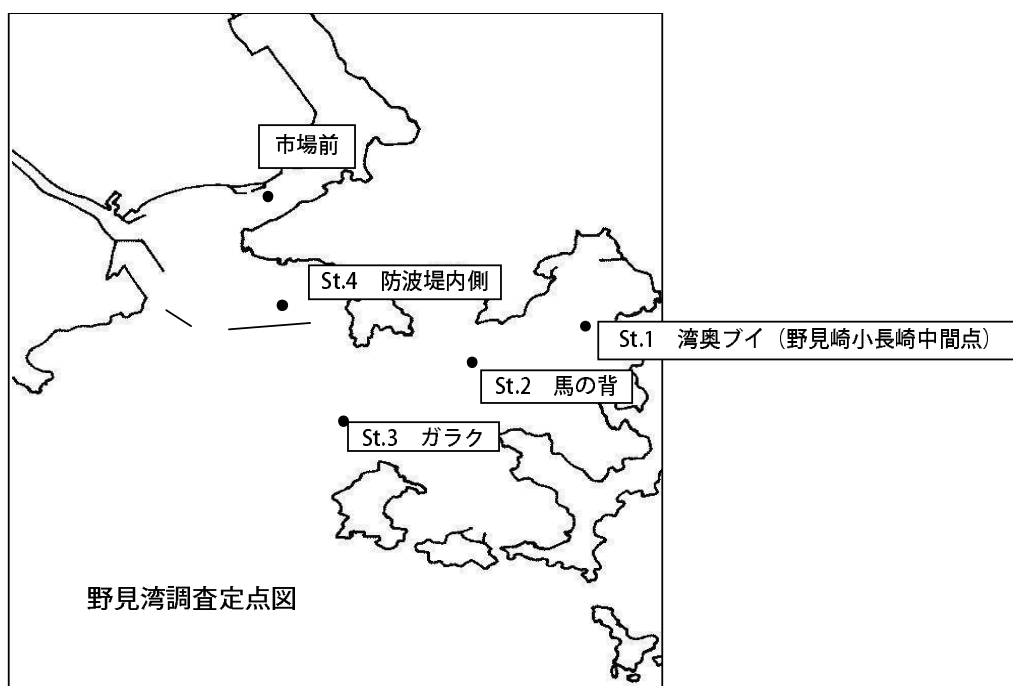 市場前
St.4　防波堤内側
St.1　湾奥ブイ（野見崎小長崎中間点）
St.2　馬の背
St.3　ガラク
野見湾調査定点図